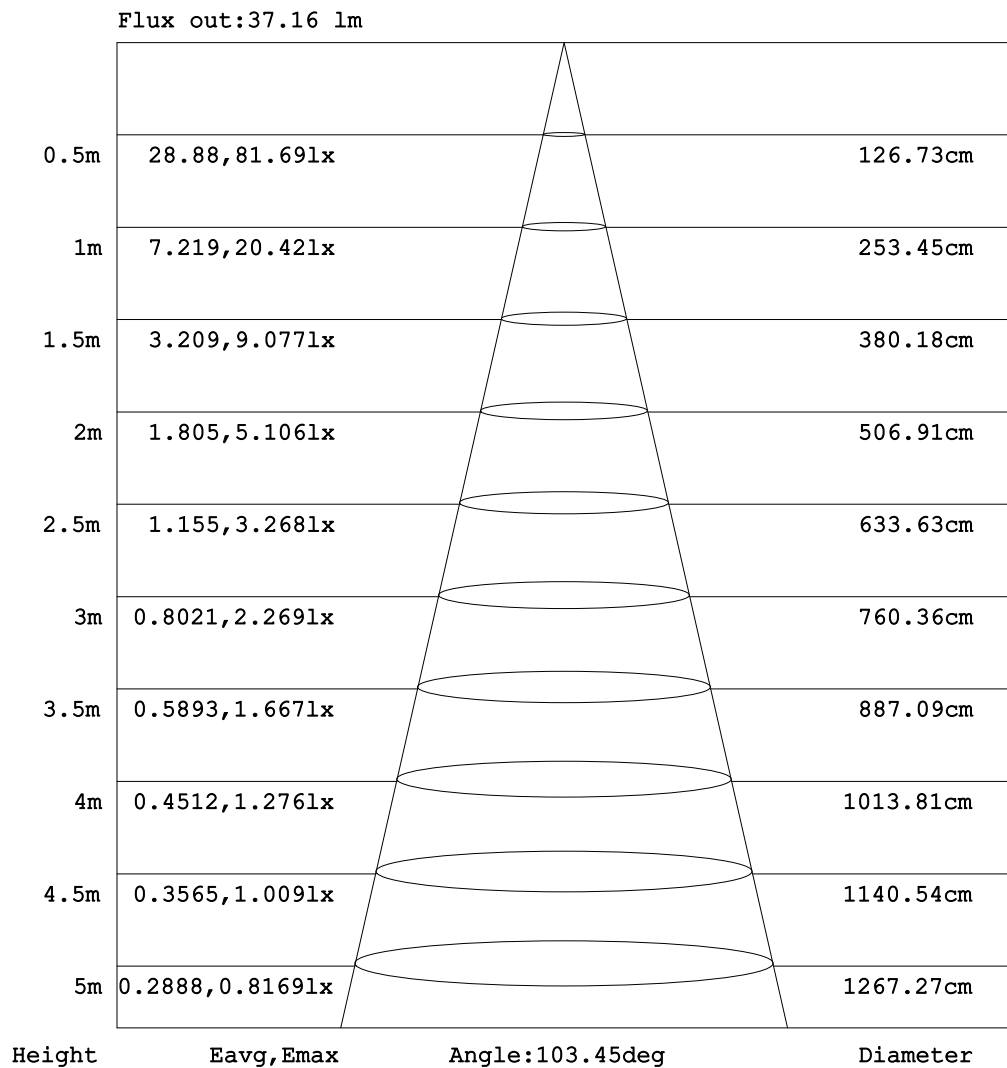 Flux out:37.16 lm
0.5m 28.88,81.69lx 126.73cm
1m 7.219,20.42lx 253.45cm
1.5m 3.209,9.077lx 380.18cm
2m 1.805,5.106lx 506.91cm
2.5m 1.155,3.268lx 633.63cm
3m 0.8021,2.269lx 760.36cm
3.5m 0.5893,1.667lx 887.09cm
4m 0.4512,1.276lx 1013.81cm
4.5m 0.3565,1.009lx 1140.54cm
5m 0.2888,0.8169lx 1267.27cm
Height Eavg,Emax Angle:103.45deg Diameter